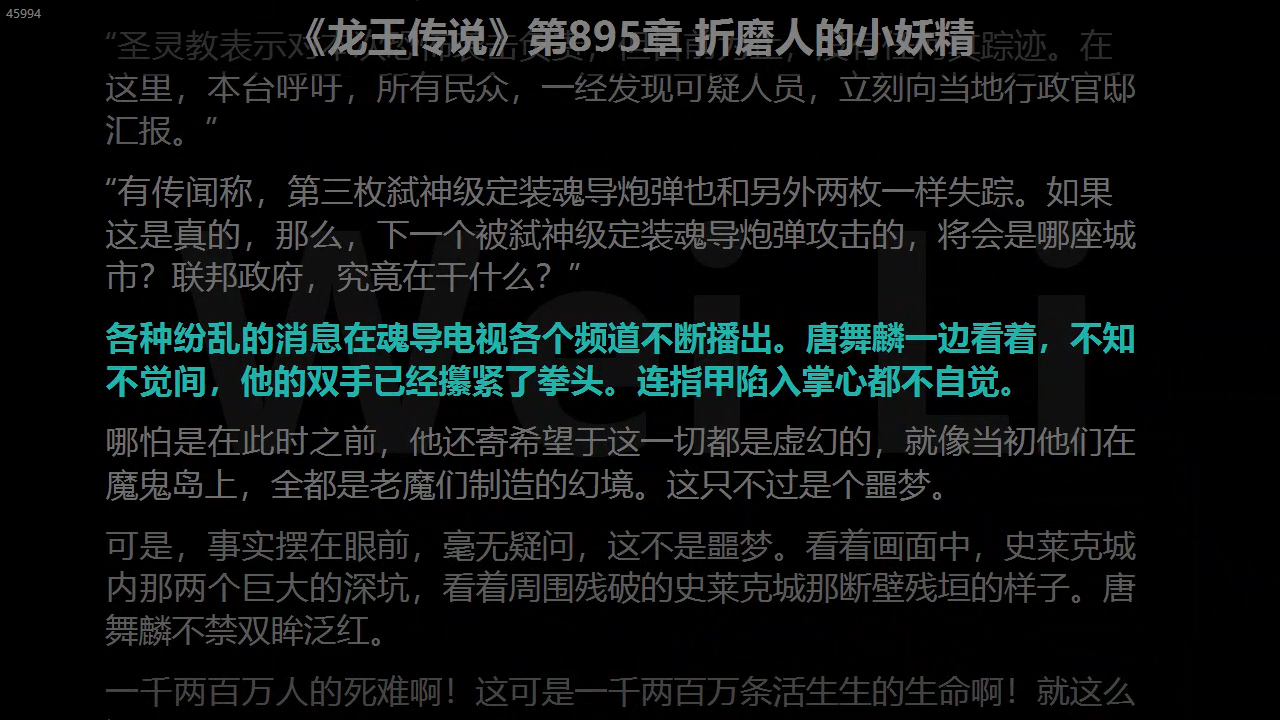 45994
《龙王传说》第895章 折磨人的小妖精
“圣灵教表示对
踪迹。在
这里，本台呼吁，所有民众，一经发现可疑人员，立刻向当地行政官邸
汇报。”
“有传闻称，第三枚弑神级定装魂导炮弹也和另外两枚一样失踪。如果
这是真的，那么，下一个被弑神级定装魂导炮弹攻击的，将会是哪座城
市？联邦政府，究竟在干什么？”
各种纷乱的消息在魂导电视各个频道不断播出。唐舞麟一边看着，不知
不觉间，他的双手已经攥紧了拳头。连指甲陷入掌心都不自觉。
哪怕是在此时之前，他还寄希望于这一切都是虚幻的，就像当初他们在
魔鬼岛上，全都是老魔们制造的幻境。这只不过是个噩梦。
可是，事实摆在眼前，毫无疑问，这不是噩梦。看着画面中，史莱克城
内那两个巨大的深坑，看着周围残破的史莱克城那断壁残垣的样子。唐
舞麟不禁双眸泛红。
一千两百万人的死难啊！这可是一千两百万条活生生的生命啊！就这么
Wei Li